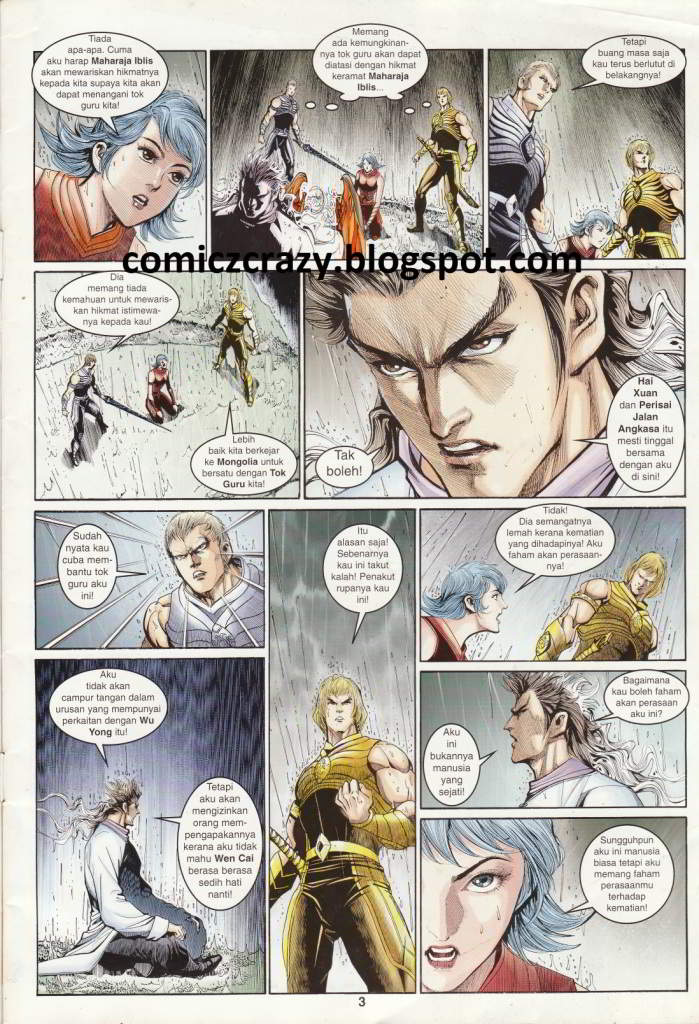 Tiada
apa-apa. Cuma
aku harap Maharaja Iblis
akan mewariskan hikmatnya
kepada kita supaya kita akan
dapat menangani tok
guru kita!
Memang
ada kemungkinan-
nya tok guru akan dapat
diatasi dengan hikmat
keramat Maharaja
Iblis...
Tetapi
buang masa saja
kau terus berlutut di
belakangnya!
comiczcrazy.blogspot.com
Dia
memang tiada
kemahuan untuk mewaris-
kan hikmat istimewa-
nya kepada kau!
Lebih
baik kita berkejar
ke Mongolia untuk
bersatu dengan Tok
Guru kita!
Tak
boleh!
Hai
Xuan
dan Perisai
Jalan
Angkasa itu
mesti tinggal
bersama
dengan aku
di sini!
Sudah
nyata kau
cuba mem-
bantu tok
guru aku
ini!
Itu
alasan saja!
Sebenarnya
kau ini takut
kalah! Penakut
rupanya kau
ini!
Tidak!
Dia semangatnya
lemah kerana kematian
yang dihadapinya! Aku
faham akan perasaan-
nya!
Aku
tidak akan
campur tangan dalam
urusan yang mempunyai
perkaitan dengan Wu
Yong itu!
Tetapi
aku akan
mengizinkan
orang mem-
pengapakannya
kerana aku tidak
mahu Wen Cai
berasa berasa
sedih hati
nanti!
Bagaimana
kau boleh faham
akan perasaan
aku ini?
Aku
ini
bukannya
manusia
yang
sejati!
Sungguhpun
aku ini manusia
biasa tetapi aku
memang faham
perasaanmu
terhadap
kematian!
3